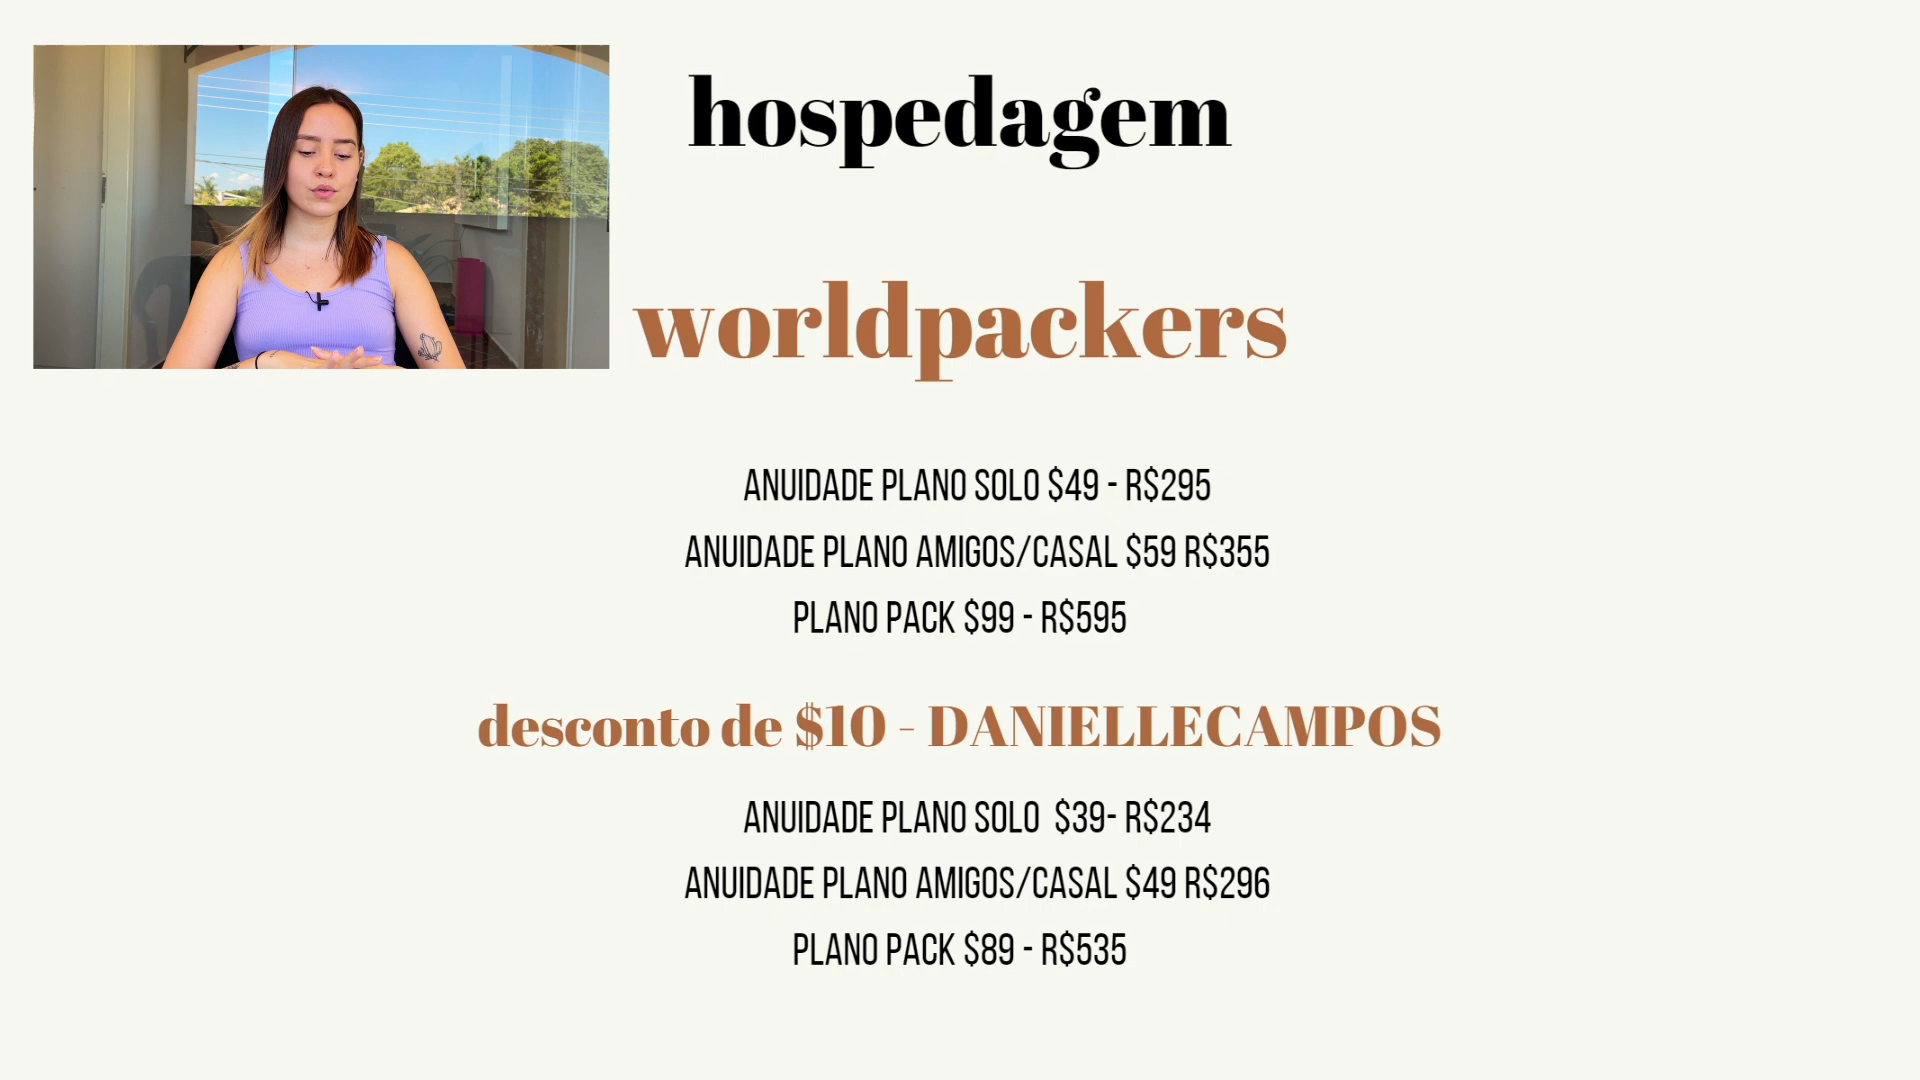 hospedagem
worldpackers
ANUIDADE PLANO SOLO $49 - R$295
ANUIDADE PLANO AMIGOS/CASAL $59 R$355
PLANO PACK $99 - R$595
desconto de $10 - DANIELLECAMPOS
ANUIDADE PLANO SOLO $39- R$234
ANUIDADE PLANO AMIGOS/CASAL $49 R$296
PLANO PACK $89 - R$535